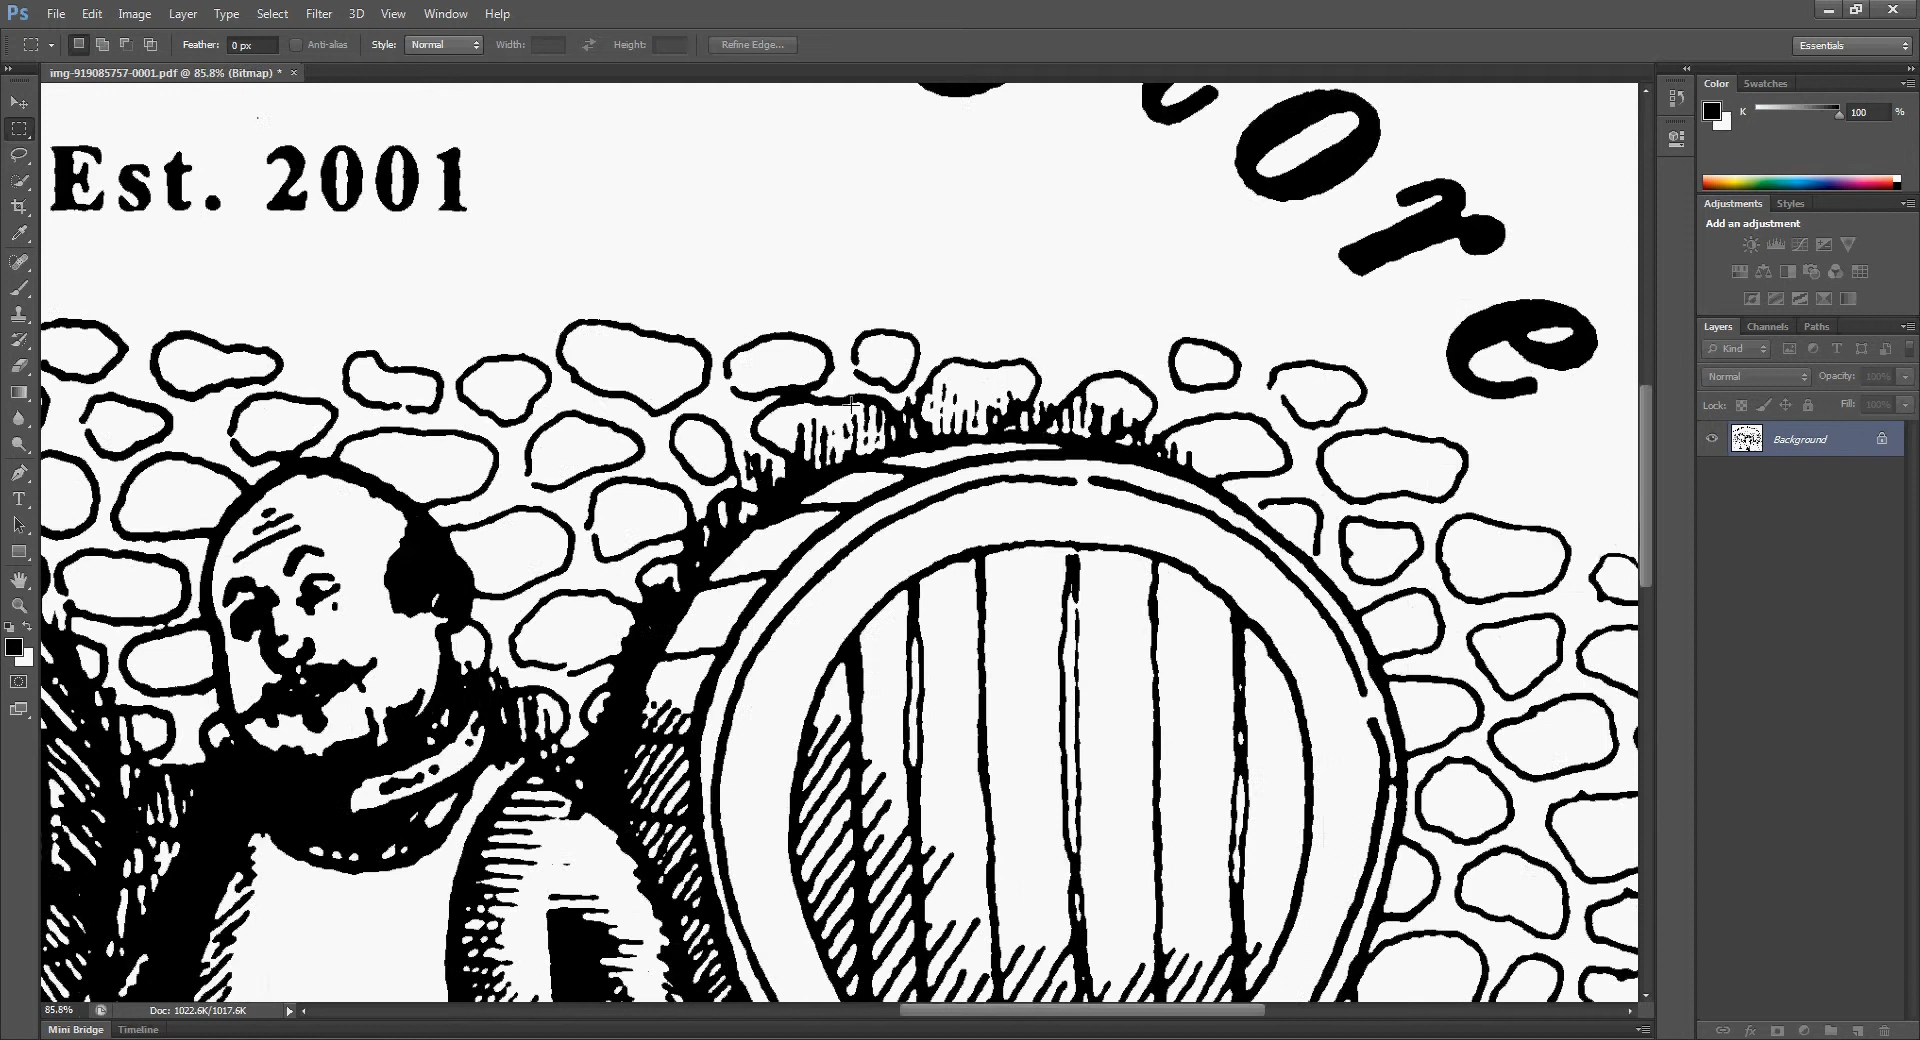 Ps File Edit Image Layer Type Select Filter 3D View Window Help
Feather: 0 px Anti-alias Style: Normal Width: Height: Refine Edge... Essentials
img-919085757-0001.pdf @ 85.8% (Bitmap) * ×
Color Swatches
K 100 %
Adjustments Styles
Add an adjustment
Layers Channels Paths
Kind
Normal Opacity: 100%
Lock: Fill: 100%
Background
ore
Est. 2001
85.8% Doc: 1022.6K/1017.6K
Mini Bridge Timeline